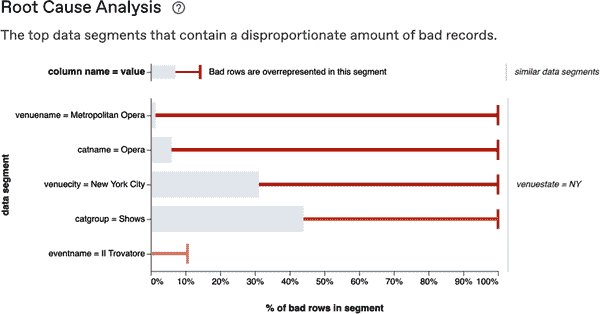 Root Cause Analysis ?
The top data segments that contain a disproportionate amount of bad records.
column name = value
Bad rows are overrepresented in this segment
similar data segments
venuename = Metropolitan Opera
catname = Opera
venuecity = New York City
venuestate = NY
catgroup = Shows
eventname = Il Trovatore
data segment
0% 10% 20% 30% 40% 50% 60% 70% 80% 90% 100%
% of bad rows in segment